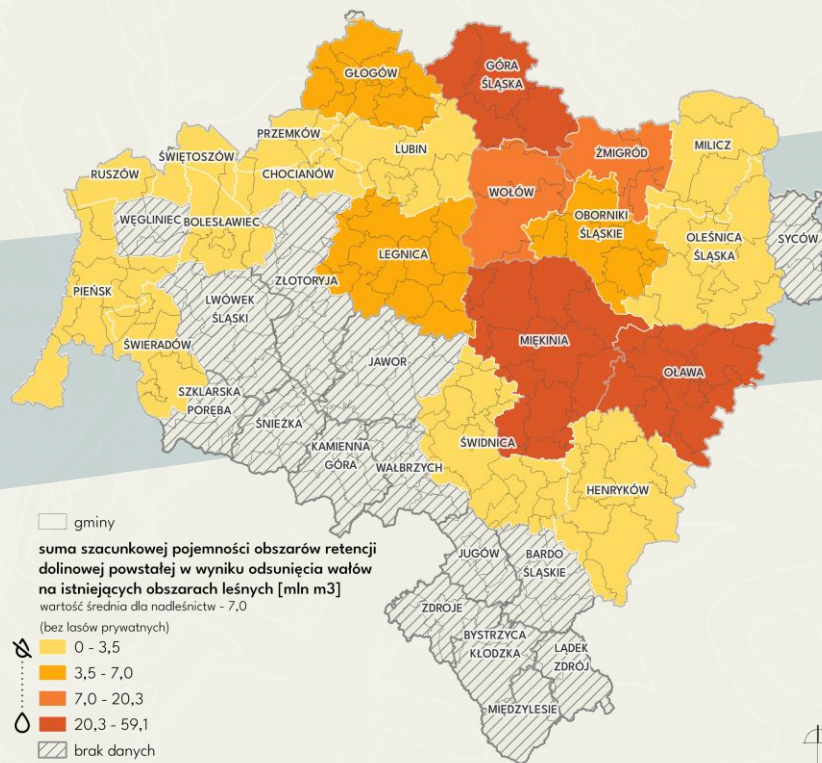 GŁOGÓW
GÓRA
ŚLĄSKA
PRZEMKÓW
LUBIN
ŻMIGRÓD
MILICZ
ŚWIĘTOSZÓW
RUSZÓW
CHOCIANÓW
WOŁÓW
WĘGLINIEC
BOLESŁAWIEC
OBORNIKI
ŚLĄSKIE
OLEŚNICA
ŚLĄSKA
SYCÓW
LEGNICA
ZŁOTORYJA
PIEŃSK
LWÓWEK
ŚLĄSKI
ŚWIERADÓW
JAWOR
MIĘKINIA
OŁAWA
SZKLARSKA
PORĘBA
ŚNIEŻKA
KAMIENNA
GÓRA
WAŁBRZYCH
ŚWIDNICA
HENRYKÓW
JUGÓW
BARDO
ŚLĄSKIE
ZDROJE
BYSTRZYCA
KŁODZKA
LĄDEK
ZDRÓJ
MIĘDZYLESIE
gminy
suma szacunkowej pojemności obszarów retencji
dolinowej powstałej w wyniku odsunięcia wałów
na istniejących obszarach leśnych [mln m3]
wartość średnia dla nadleśnictw - 7,0
(bez lasów prywatnych)
0 - 3,5
3,5 - 7,0
7,0 - 20,3
20,3 - 59,1
brak danych